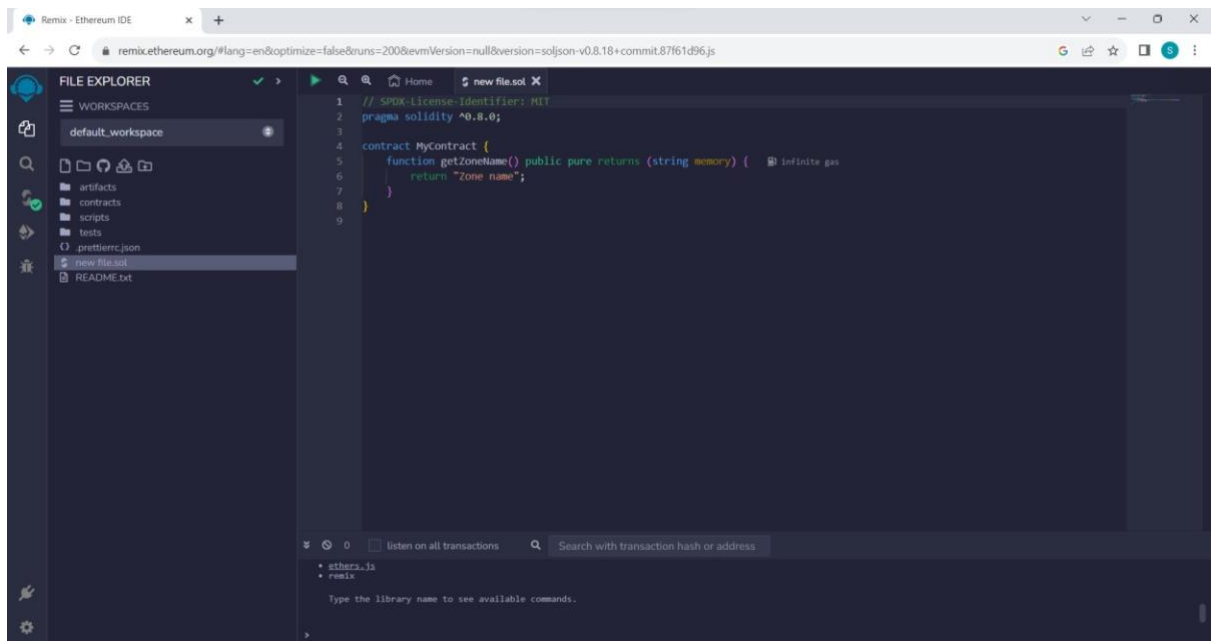 Remix - Ethereum IDE
remix.ethereum.org/#lang=en&optimize=false&runs=200&evmVersion=null&version=soljson-v0.8.18+commit.87f61d96.js
G
S
FILE EXPLORER
WORKSPACES
default_workspace
artifacts
contracts
scripts
tests
.prettierrc.json
new file.sol
README.txt
Home
new file.sol
1 // SPDX-License-Identifier: MIT
2 pragma solidity ^0.8.0;
3
4 contract MyContract {
5 function getZoneName() public pure returns (string memory) { infinite gas
6 return "Zone name";
7 }
8 }
9
0 listen on all transactions Search with transaction hash or address
• ethers.js
• remix
Type the library name to see available commands.
>